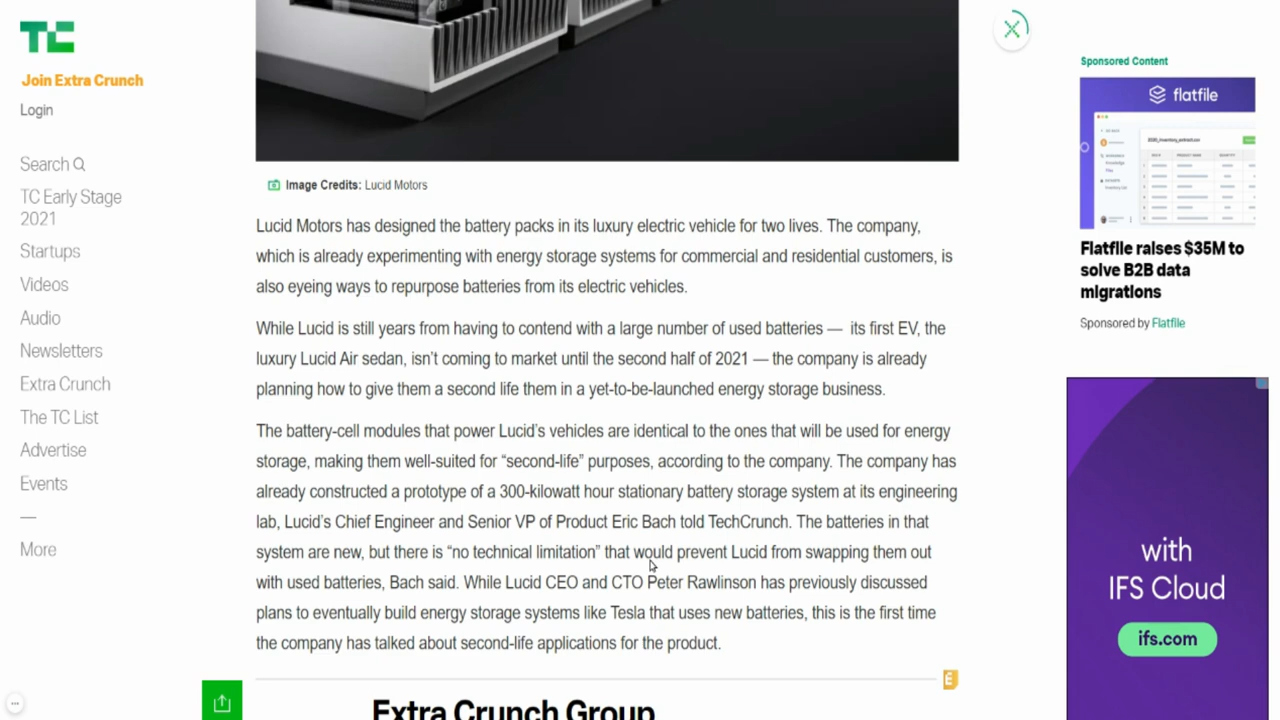 TC
Join Extra Crunch
Login
Search
TC Early Stage
2021
Startups
Videos
Audio
Newsletters
Extra Crunch
The TC List
Advertise
Events
—
More
Image Credits: Lucid Motors
Lucid Motors has designed the battery packs in its luxury electric vehicle for two lives. The company,
which is already experimenting with energy storage systems for commercial and residential customers, is
also eyeing ways to repurpose batteries from its electric vehicles.
While Lucid is still years from having to contend with a large number of used batteries — its first EV, the
luxury Lucid Air sedan, isn’t coming to market until the second half of 2021 — the company is already
planning how to give them a second life them in a yet-to-be-launched energy storage business.
The battery-cell modules that power Lucid’s vehicles are identical to the ones that will be used for energy
storage, making them well-suited for “second-life” purposes, according to the company. The company has
already constructed a prototype of a 300-kilowatt hour stationary battery storage system at its engineering
lab, Lucid’s Chief Engineer and Senior VP of Product Eric Bach told TechCrunch. The batteries in that
system are new, but there is “no technical limitation” that would prevent Lucid from swapping them out
with used batteries, Bach said. While Lucid CEO and CTO Peter Rawlinson has previously discussed
plans to eventually build energy storage systems like Tesla that uses new batteries, this is the first time
the company has talked about second-life applications for the product.
Extra Crunch Group
Sponsored Content
flatfile
Flatfile raises $35M to
solve B2B data
migrations
Sponsored by Flatfile
with
IFS Cloud
ifs.com